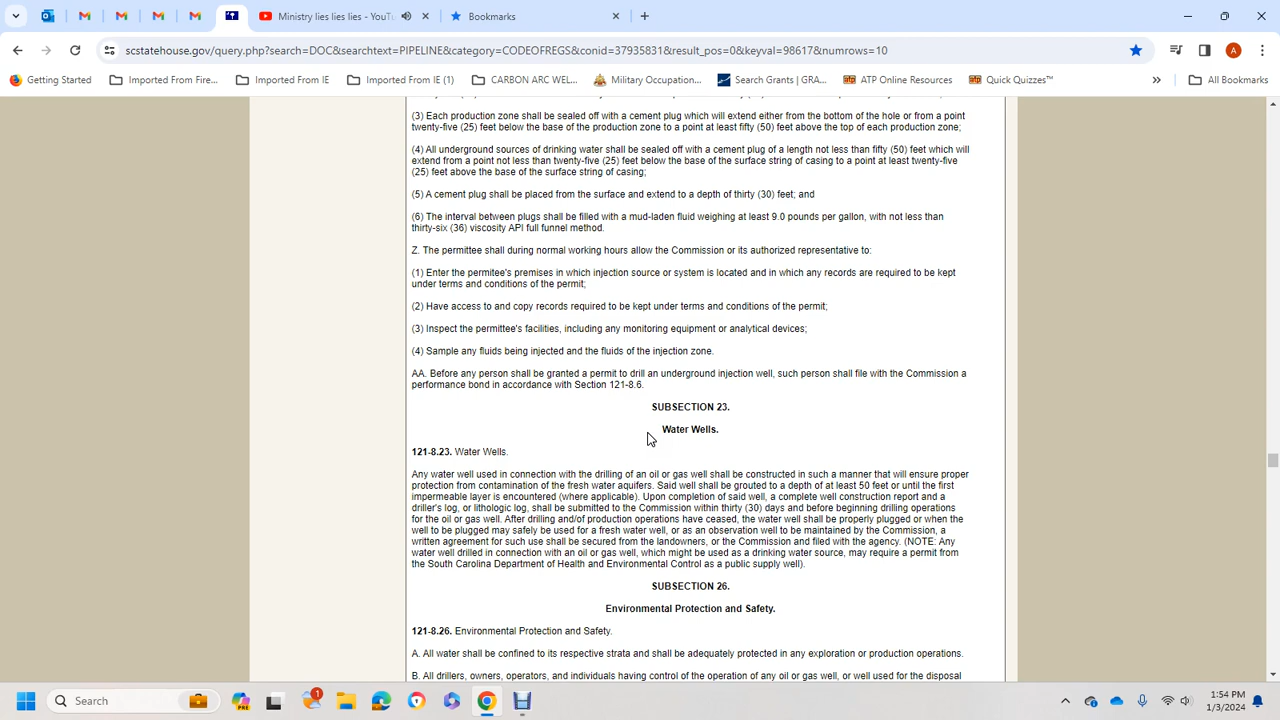 Ministry lies lies lies - YouTu
Bookmarks
scstatehouse.gov/query.php?search=DOC&searchtext=PIPELINE&category=CODEOFREGS&conid=37935831&result_pos=0&keyval=98617&numrows=10
A
Getting Started
Imported From Fire...
Imported From IE
Imported From IE (1)
CARBON ARC WEL...
Military Occupation...
Search Grants | GRA...
ATP Online Resources
Quick Quizzes™
»
All Bookmarks
(3) Each production zone shall be sealed off with a cement plug which will extend either from the bottom of the hole or from a point
twenty-five (25) feet below the base of the production zone to a point at least fifty (50) feet above the top of each production zone;
(4) All underground sources of drinking water shall be sealed off with a cement plug of a length not less than fifty (50) feet which will
extend from a point not less than twenty-five (25) feet below the base of the surface string of casing to a point at least twenty-five
(25) feet above the base of the surface string of casing;
(5) A cement plug shall be placed from the surface and extend to a depth of thirty (30) feet; and
(6) The interval between plugs shall be filled with a mud-laden fluid weighing at least 9.0 pounds per gallon, with not less than
thirty-six (36) viscosity API full funnel method.
Z. The permittee shall during normal working hours allow the Commission or its authorized representative to:
(1) Enter the permitee's premises in which injection source or system is located and in which any records are required to be kept
under terms and conditions of the permit;
(2) Have access to and copy records required to be kept under terms and conditions of the permit;
(3) Inspect the permittee's facilities, including any monitoring equipment or analytical devices;
(4) Sample any fluids being injected and the fluids of the injection zone.
AA. Before any person shall be granted a permit to drill an underground injection well, such person shall file with the Commission a
performance bond in accordance with Section 121-8.6.
SUBSECTION 23.
Water Wells.
121-8.23. Water Wells.
Any water well used in connection with the drilling of an oil or gas well shall be constructed in such a manner that will ensure proper
protection from contamination of the fresh water aquifers. Said well shall be grouted to a depth of at least 50 feet or until the first
impermeable layer is encountered (where applicable). Upon completion of said well, a complete well construction report and a
driller's log, or lithologic log, shall be submitted to the Commission within thirty (30) days and before beginning drilling operations
for the oil or gas well. After drilling and/of production operations have ceased, the water well shall be properly plugged or when the
well to be plugged may safely be used for a fresh water well, or as an observation well to be maintained by the Commission, a
written agreement for such use shall be secured from the landowners, or the Commission and filed with the agency. (NOTE: Any
water well drilled in connection with an oil or gas well, which might be used as a drinking water source, may require a permit from
the South Carolina Department of Health and Environmental Control as a public supply well).
SUBSECTION 26.
Environmental Protection and Safety.
121-8.26. Environmental Protection and Safety.
A. All water shall be confined to its respective strata and shall be adequately protected in any exploration or production operations.
B. All drillers, owners, operators, and individuals having control of the operation of any oil or gas well, or well used for the disposal
Search
PRE
1
1:54 PM
1/3/2024